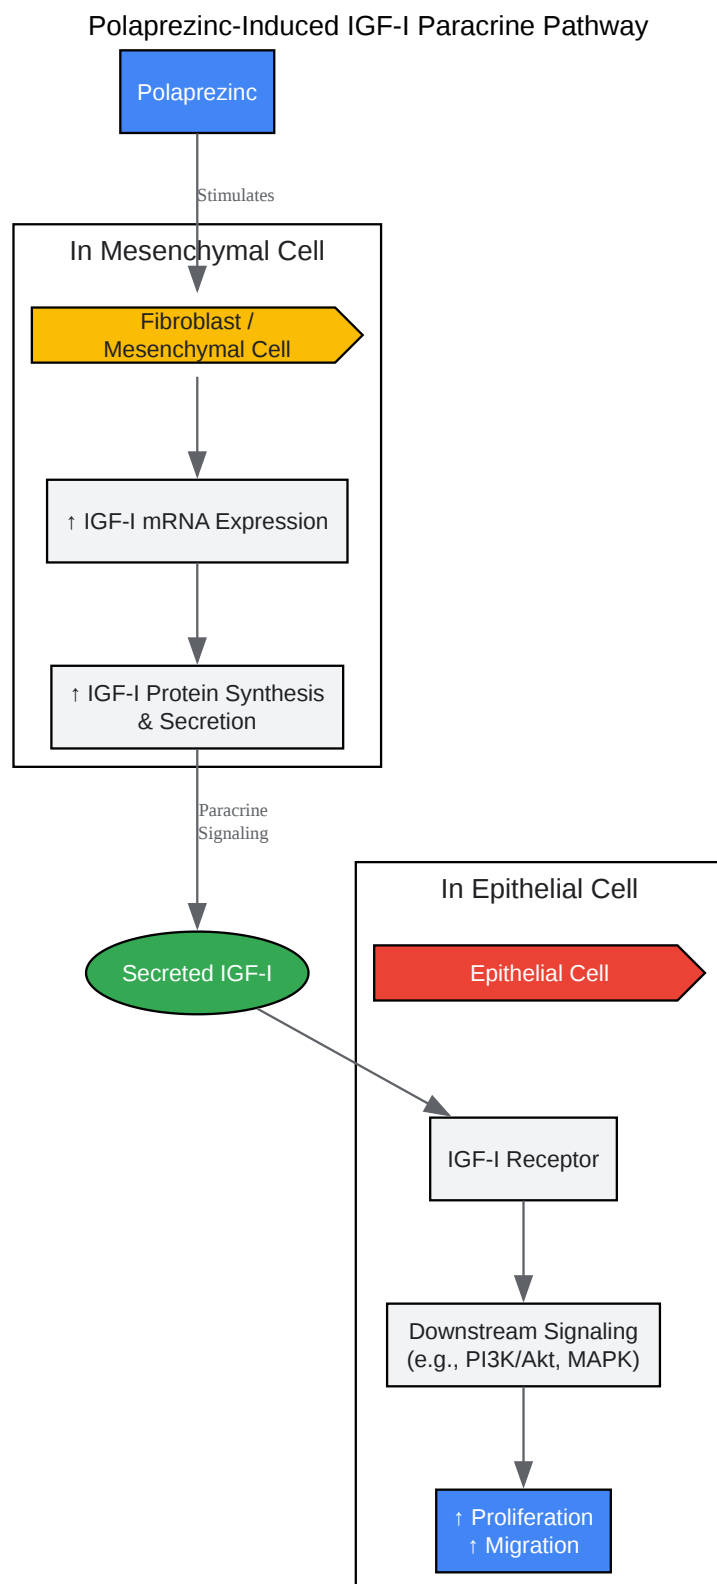 Polaprezinc-Induced IGF-I Paracrine Pathway
Polaprezinc
Stimulates
In Mesenchymal Cell
Fibroblast /
Mesenchymal Cell
↑ IGF-I mRNA Expression
↑ IGF-I Protein Synthesis
& Secretion
Paracrine
Signaling
In Epithelial Cell
Secreted IGF-I
Epithelial Cell
IGF-I Receptor
Downstream Signaling
(e.g., PI3K/Akt, MAPK)
↑ Proliferation
↑ Migration